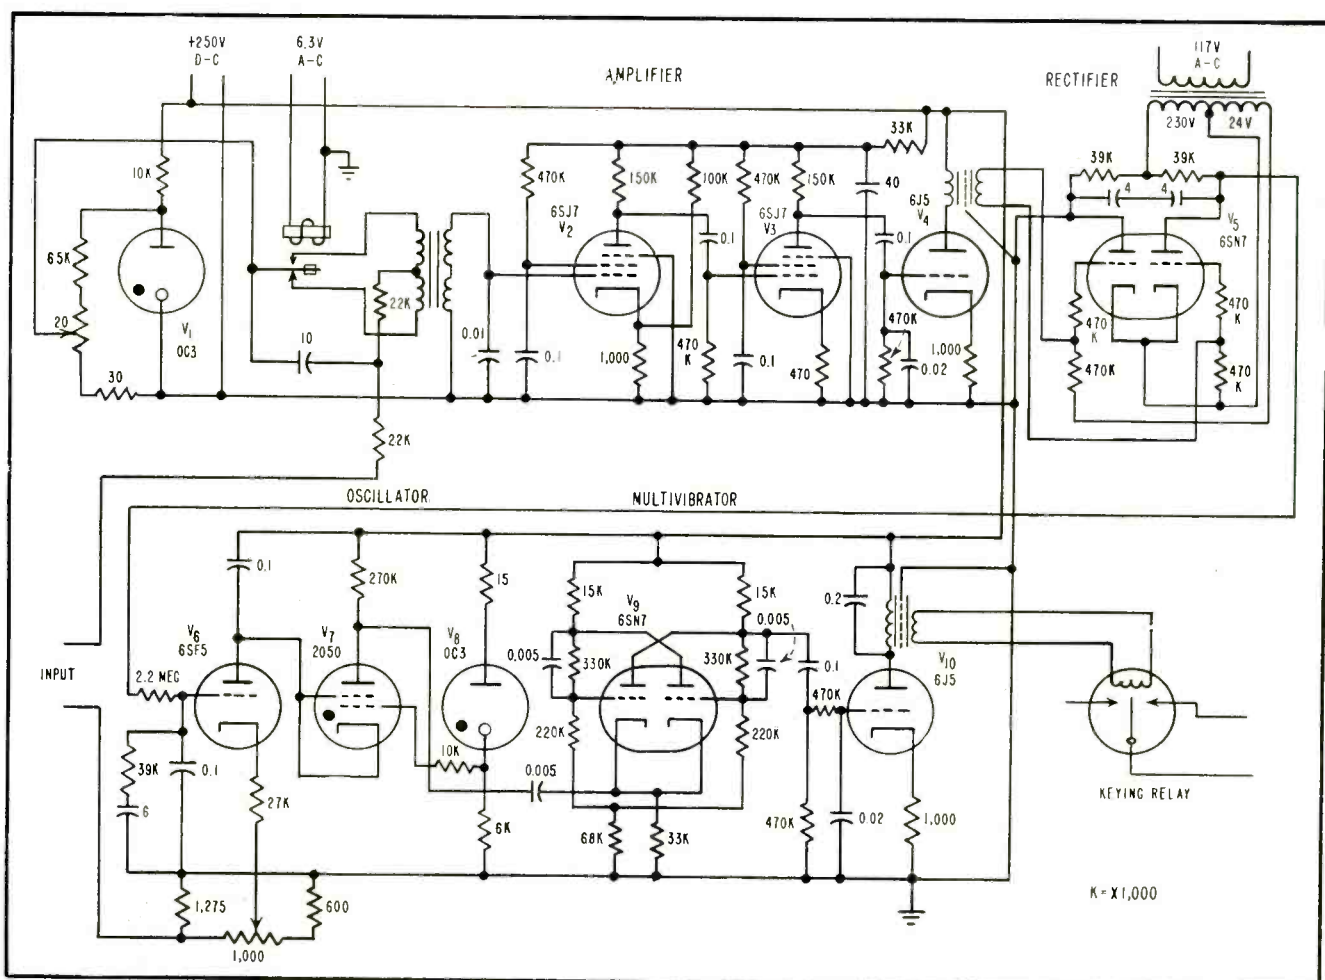 +250V
D-C
6.3V
A-C
AMPLIFIER
RECTIFIER
117V
A-C
230V
24V
10K
65K
20
30
V1
OC3
10
22K
22K
0.01
470K
0.1
150K
6SJ7
V2
1,000
100K
470
K
0.1
470K
0.1
150K
6SJ7
V3
470
33K
40
0.1
6J5
V4
470K
0.02
1,000
39K
39K
4
4
V5
6SN7
470
K
470K
470
K
470
K
OSCILLATOR
MULTIVIBRATOR
INPUT
0.1
V6
6SF5
2.2 MEG
39K
6
0.1
27K
1,275
1,000
600
270K
V7
2050
10K
15
V8
OC3
6K
0.005
15K
V9
6SN7
15K
0.005
330K
330K
0.005
220K
220K
68K
33K
0.1
470K
470K
0.02
0.2
V10
6J5
1,000
KEYING RELAY
K=X1,000